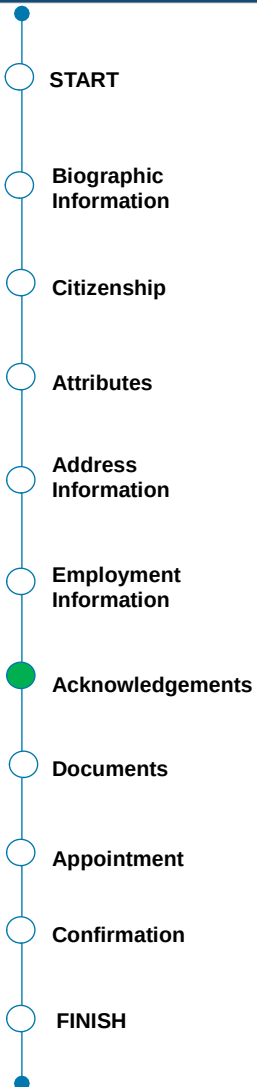 START
Biographic
Information
Citizenship
Attributes
Address
Information
Employment
Information
Acknowledgements
Documents
Appointment
Confirmation
FINISH